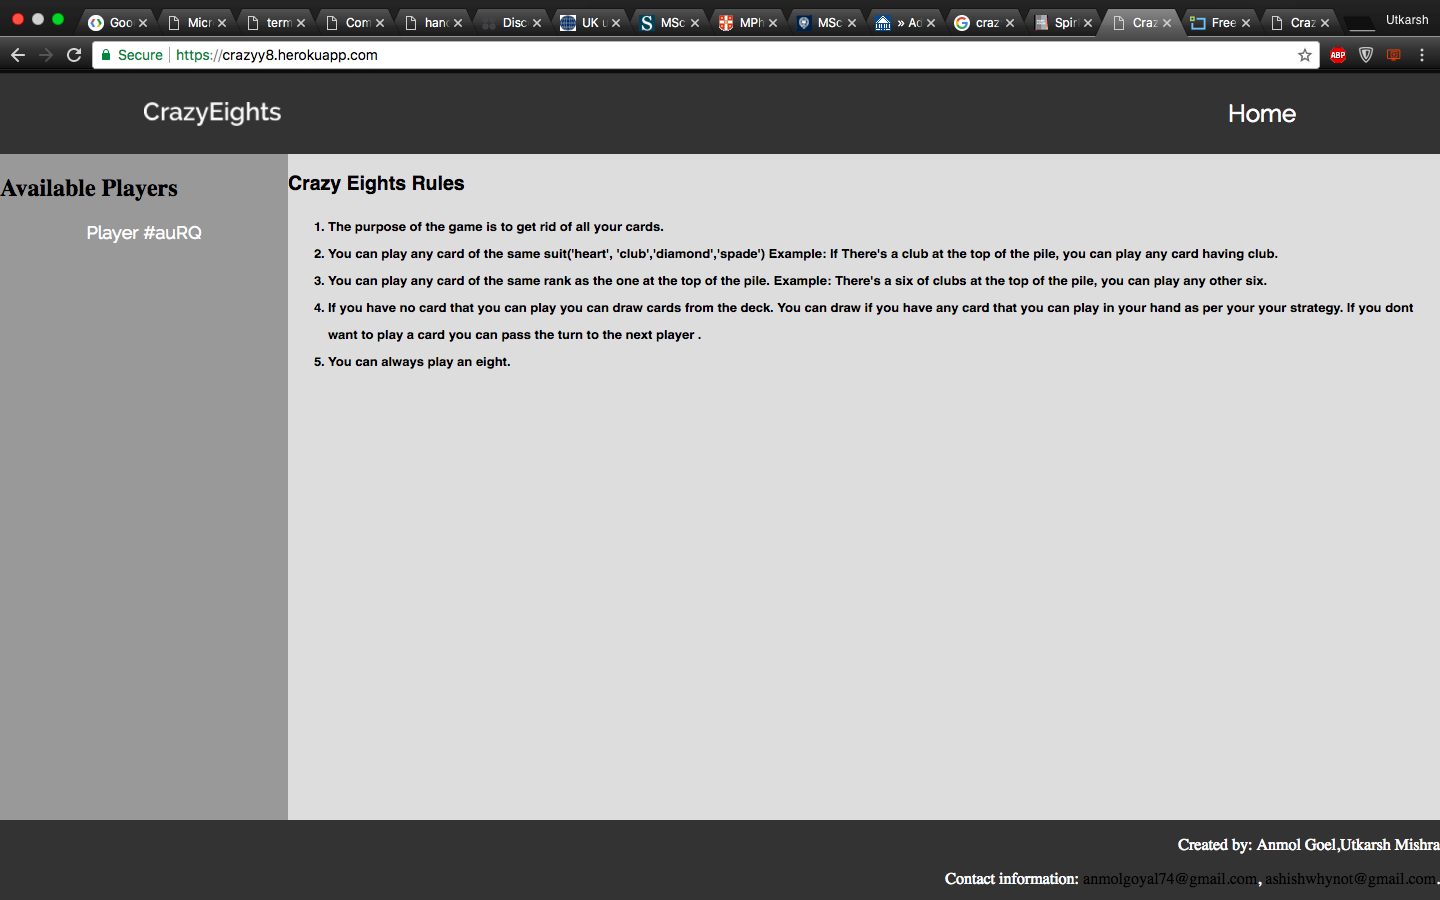 Goo Micr term Com hand Disc UK u MSc MPh MSc » Ad craz Spir Craz Free Craz Utkarsh
Secure https://crazyy8.herokuapp.com ABP
CrazyEights Home
Available Players
Player #auRQ
Crazy Eights Rules
1. The purpose of the game is to get rid of all your cards.
2. You can play any card of the same suit('heart', 'club','diamond','spade') Example: If There's a club at the top of the pile, you can play any card having club.
3. You can play any card of the same rank as the one at the top of the pile. Example: There's a six of clubs at the top of the pile, you can play any other six.
4. If you have no card that you can play you can draw cards from the deck. You can draw if you have any card that you can play in your hand as per your your strategy. If you dont
want to play a card you can pass the turn to the next player .
5. You can always play an eight.
Created by: Anmol Goel,Utkarsh Mishra
Contact information: anmolgoyal74@gmail.com, ashishwhynot@gmail.com.